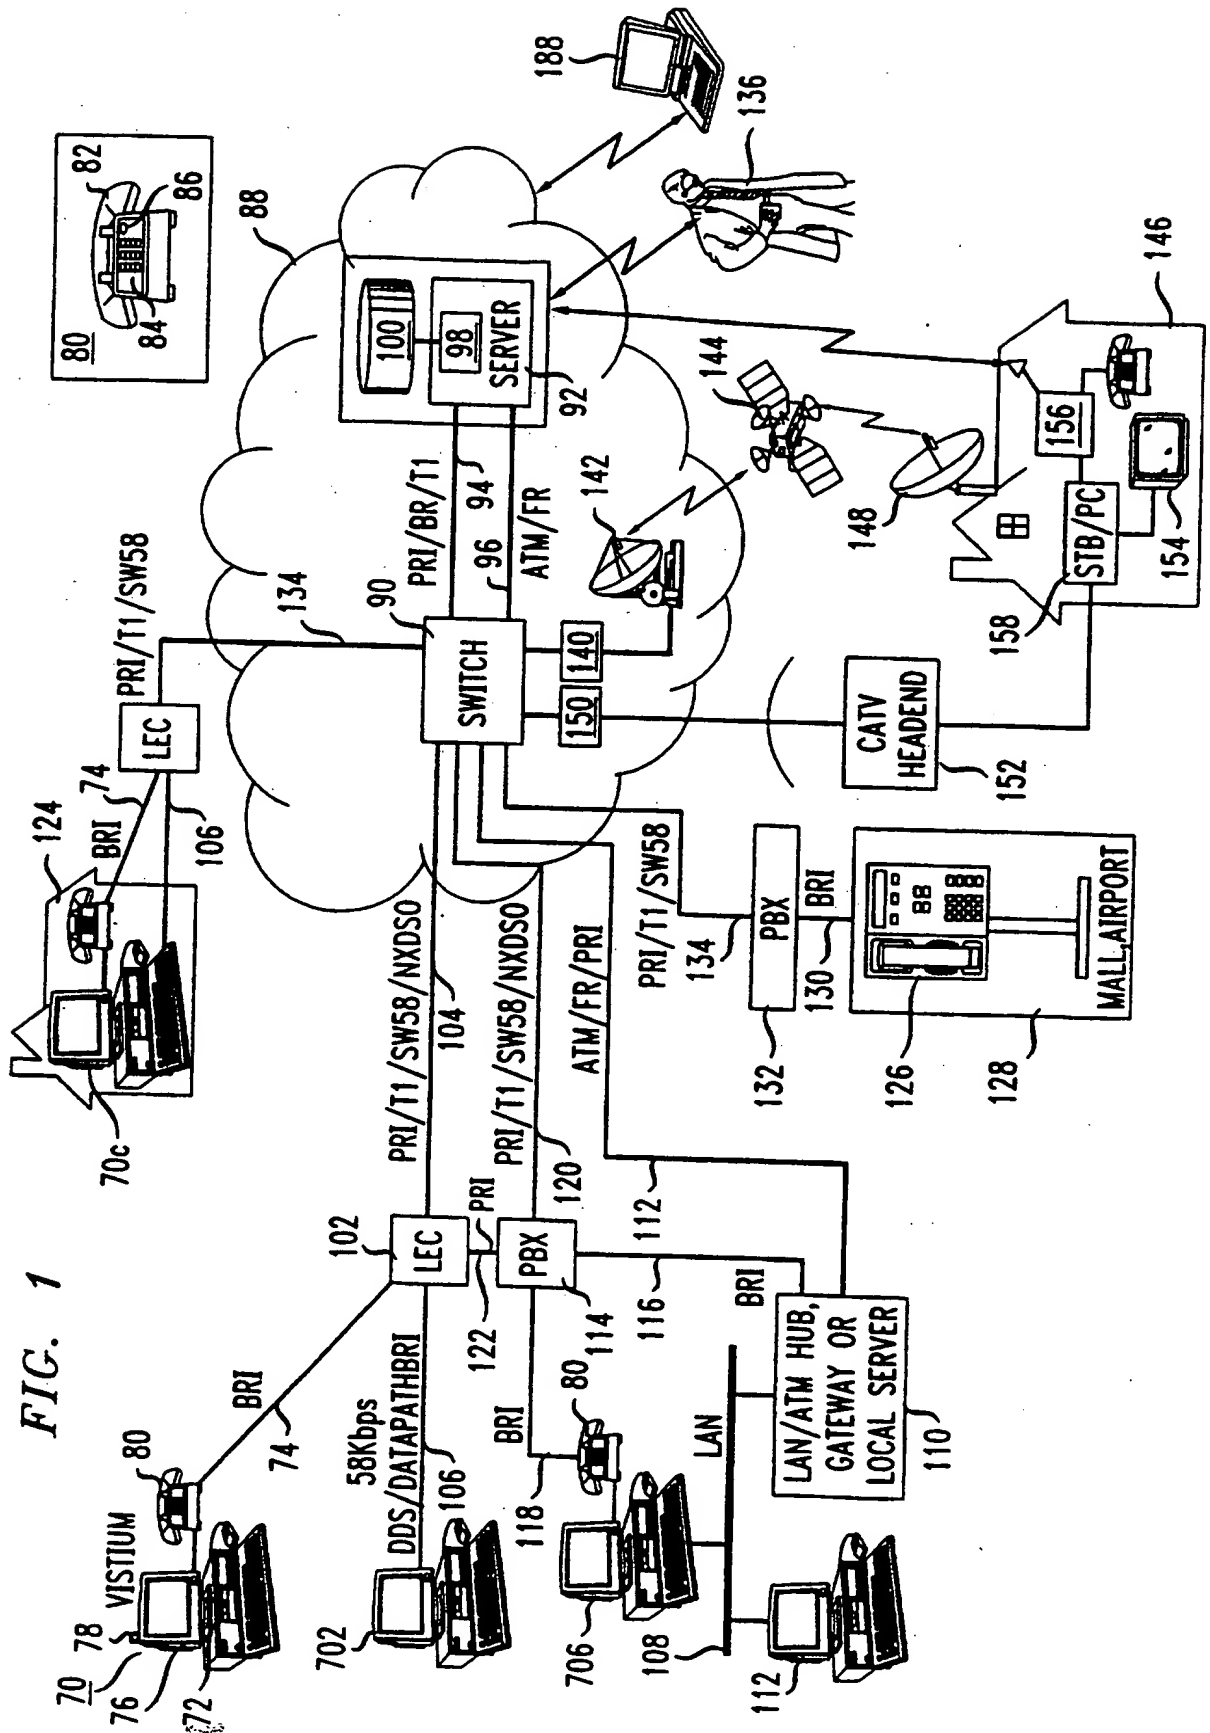 FIG. 1
70
78
VISTIUM
76
72
80
BRI
74
702
58Kbps
DDS/DATAPATHBRI
106
118
BRI
80
706
LAN
108
112
LAN/ATM HUB,
GATEWAY OR
LOCAL SERVER
110
102
LEC
PRI
122
PBX
114
116
BRI
112
120
PRI/T1/SW58/NXDSO
104
PRI/T1/SW58/NXDSO
ATM/FR/PRI
70c
124
BRI
74
106
LEC
PRI/T1/SW58
134
PRI/T1/SW58
134
PBX
132
BRI
130
126
128
MALL,AIRPORT
90
SWITCH
PRI/BR/T1
94
96
ATM/FR
150
140
142
88
100
98
SERVER
92
80
82
84
86
188
136
144
148
146
156
STB/PC
158
154
CATV
HEADEND
152